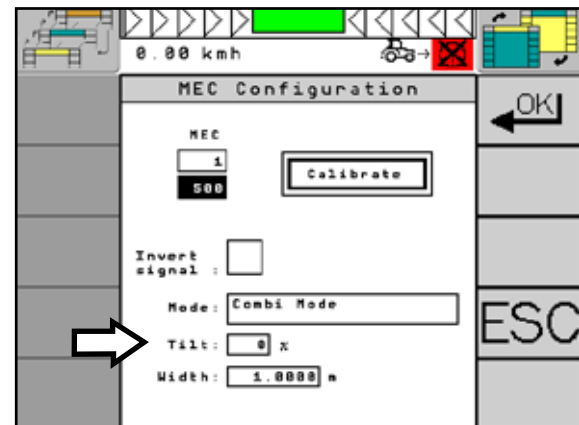 0.00 kmh
MEC Configuration
OK
MEC
1
500
Calibrate
Invert
signal :
Mode: Combi Mode
ESC
Tilt: 0 %
Width: 1.0000 m